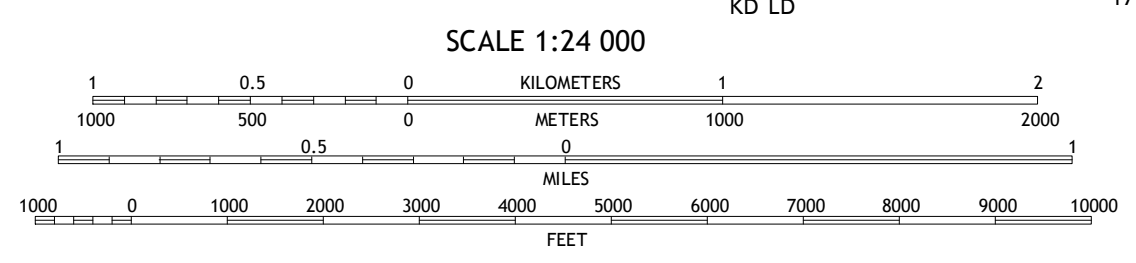 KD LD
17
SCALE 1:24 000
1 0.5 0 KILOMETERS 1 2
1000 500 0 METERS 1000 2000
1 0.5 0 1
MILES
1000 0 1000 2000 3000 4000 5000 6000 7000 8000 9000 10000
FEET